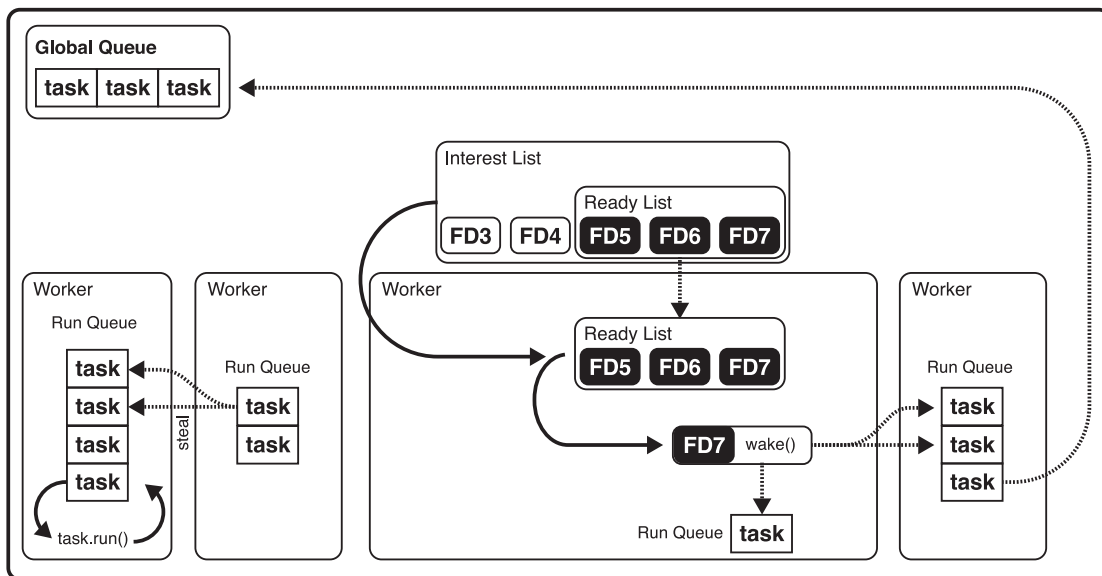 Global Queue
task task task
Interest List
Ready List
FD3 FD4 FD5 FD6 FD7
Worker
Run Queue
task
task
task
task
task.run()
steal
Worker
Run Queue
task
task
Worker
Ready List
FD5 FD6 FD7
FD7 wake()
Run Queue task
Worker
Run Queue
task
task
task